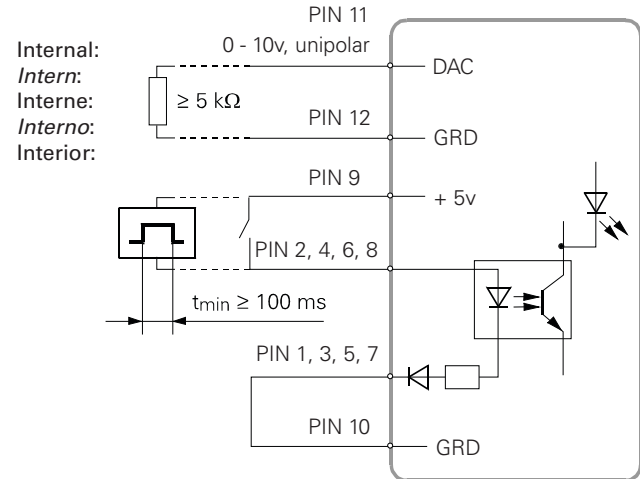 PIN 11
0 - 10v, unipolar
DAC
Internal:
Intern:
Interne:
Interno:
Interior:
≥ 5 kΩ
PIN 12
GRD
PIN 9
+ 5v
PIN 2, 4, 6, 8
tmin ≥ 100 ms
PIN 1, 3, 5, 7
PIN 10
GRD